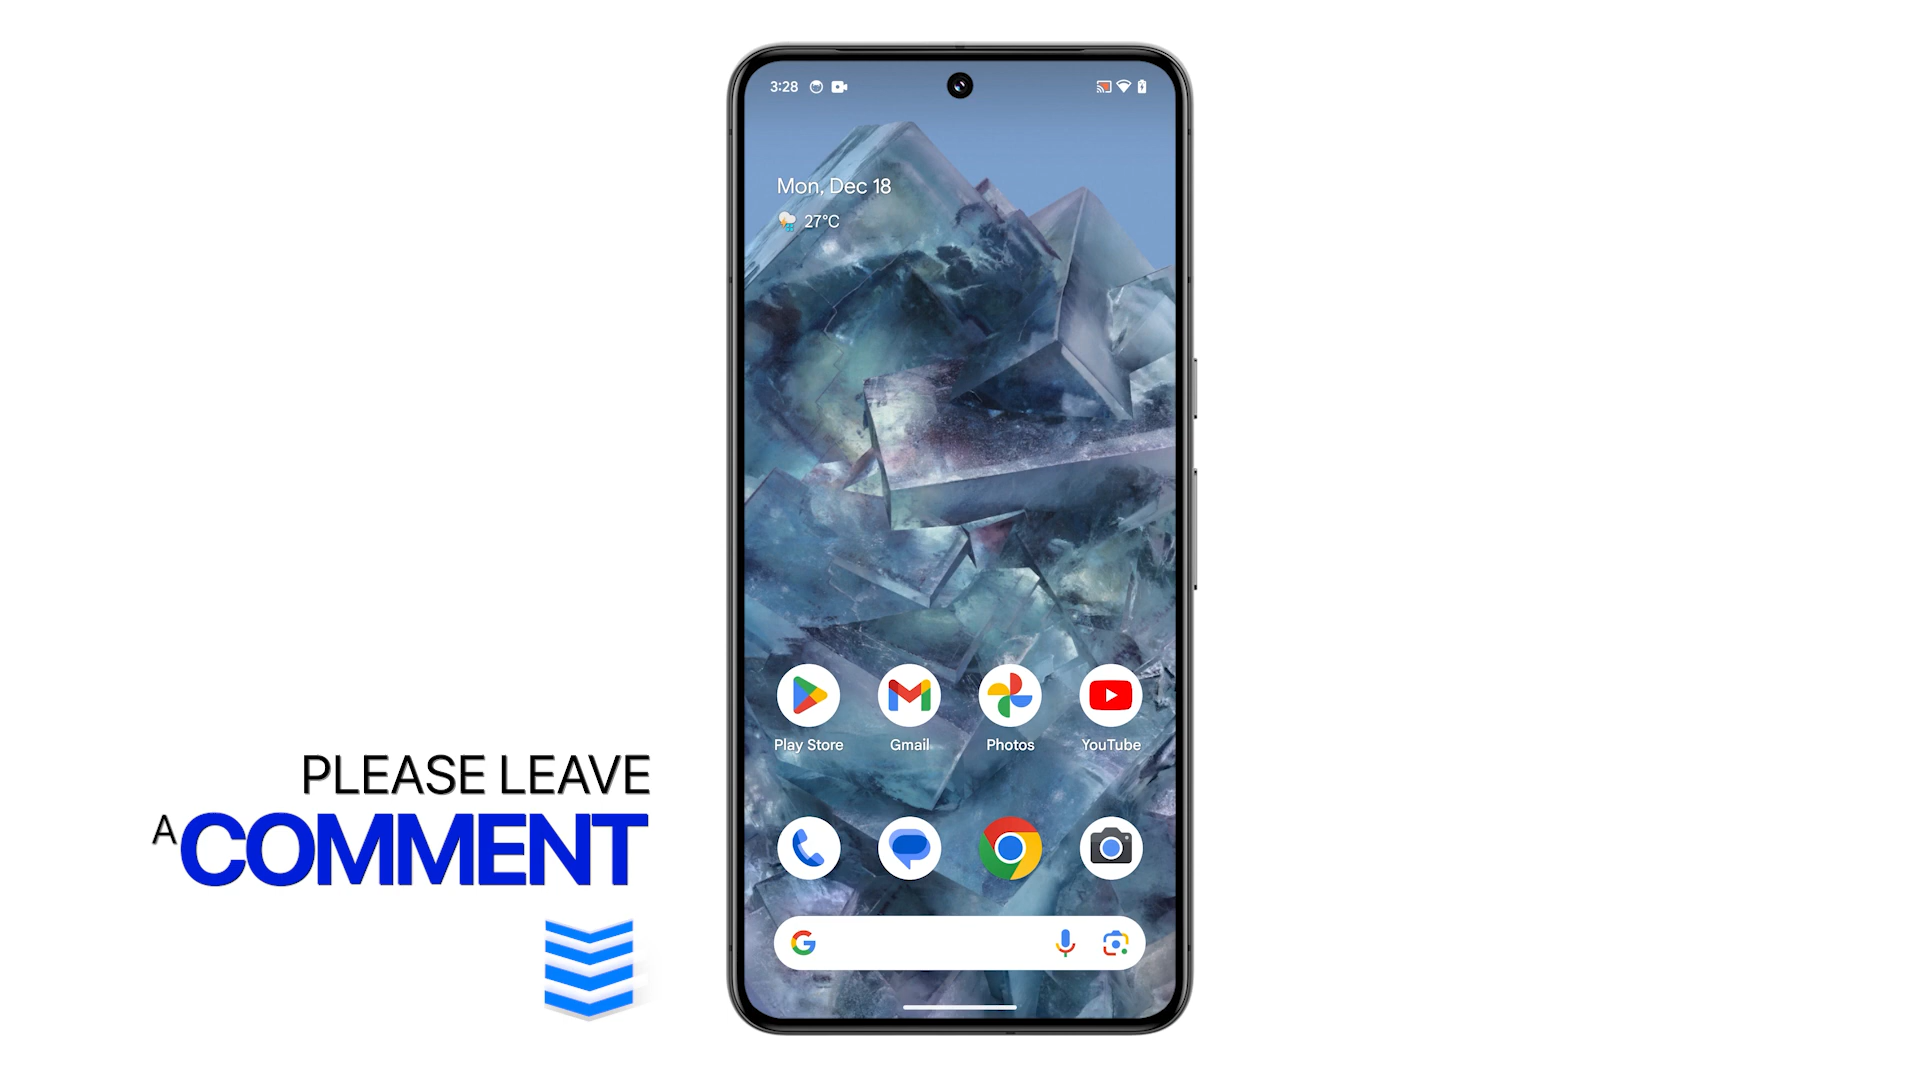 3:28
Mon, Dec 18
27°C
Play Store
Gmail
Photos
YouTube
PLEASE LEAVE
A COMMENT